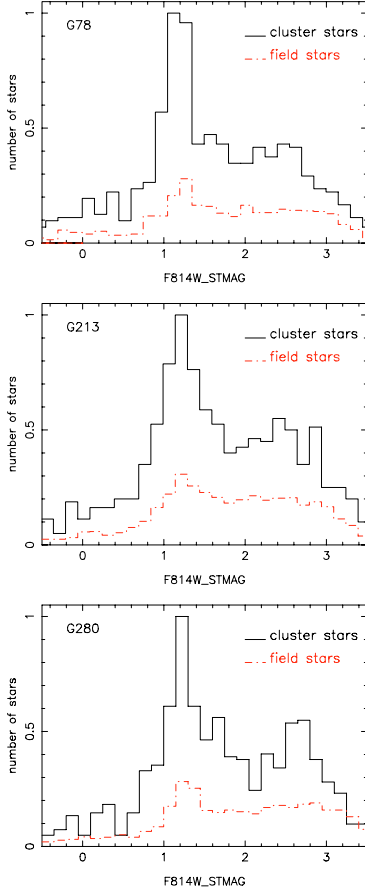 G78
cluster stars
field stars
number of stars
0
0.5
1
0 1 2 3
F814W_STMAG
G213
cluster stars
field stars
number of stars
0
0.5
1
0 1 2 3
F814W_STMAG
G280
cluster stars
field stars
number of stars
0
0.5
1
0 1 2 3
F814W_STMAG